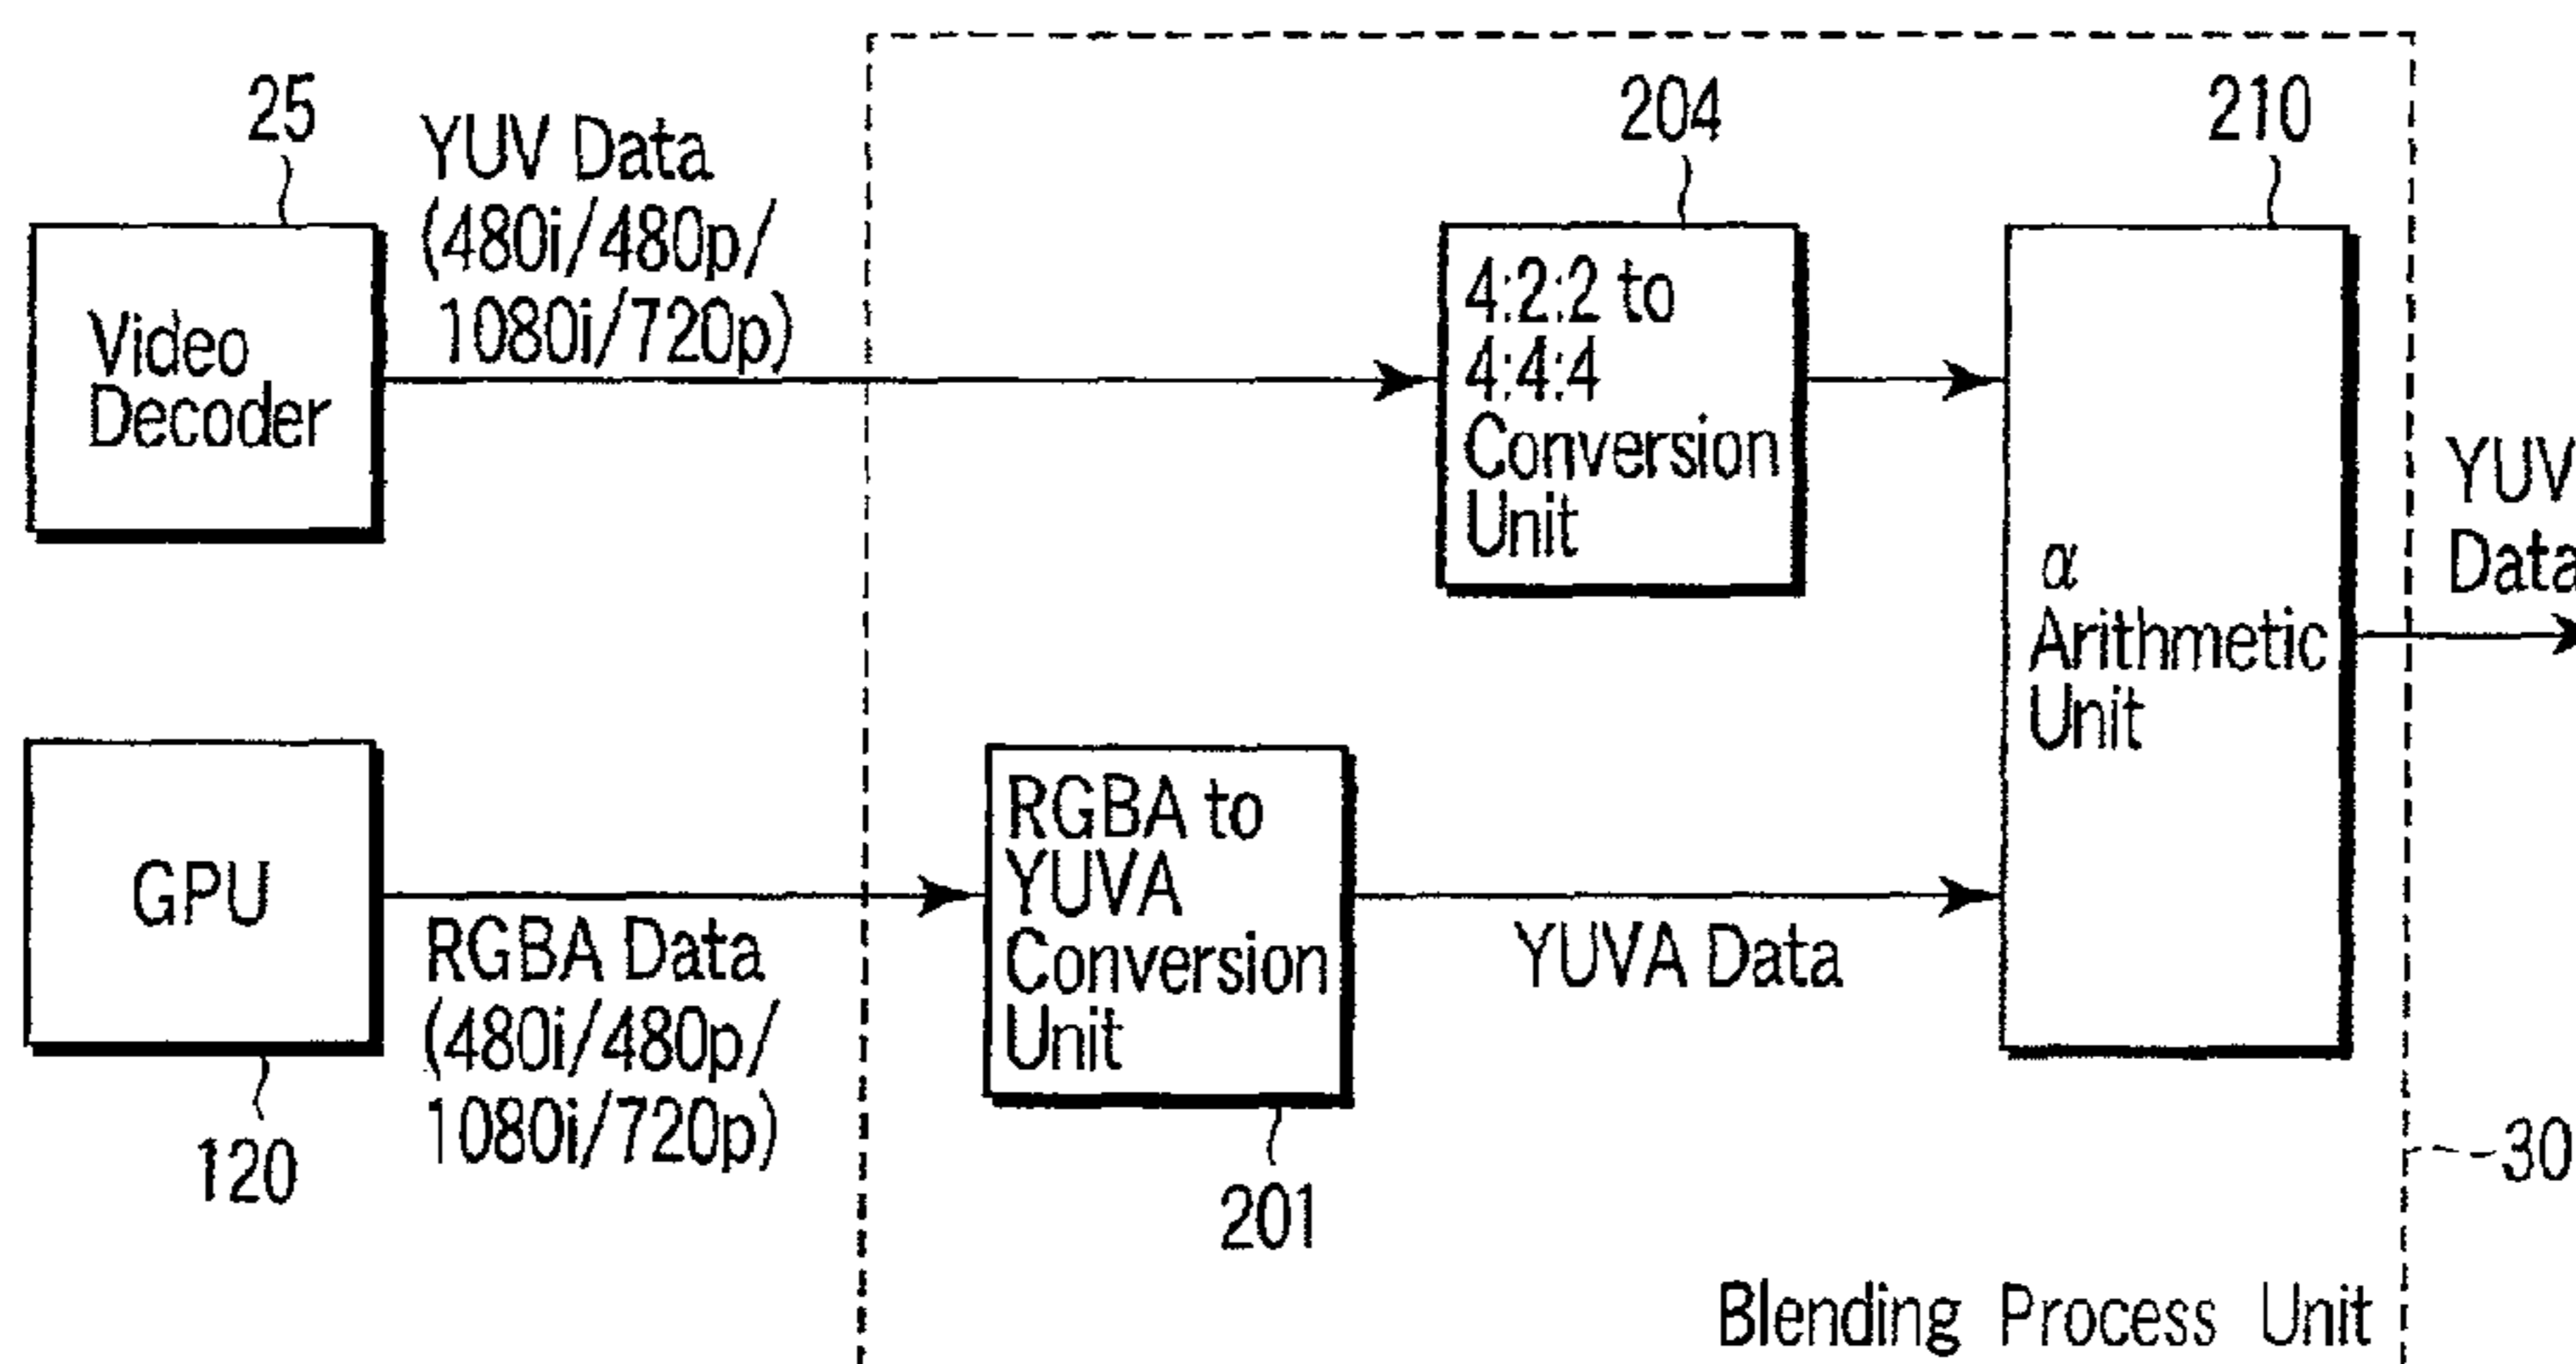 25
YUV Data
(480i/480p/
1080i/720p)
204
210
Video
Decoder
4:2:2 to
4:4:4
Conversion
Unit
α
Arithmetic
Unit
YUV
Data
GPU
120
RGBA Data
(480i/480p/
1080i/720p)
RGBA to
YUVA
Conversion
Unit
201
YUVA Data
30
Blending Process Unit